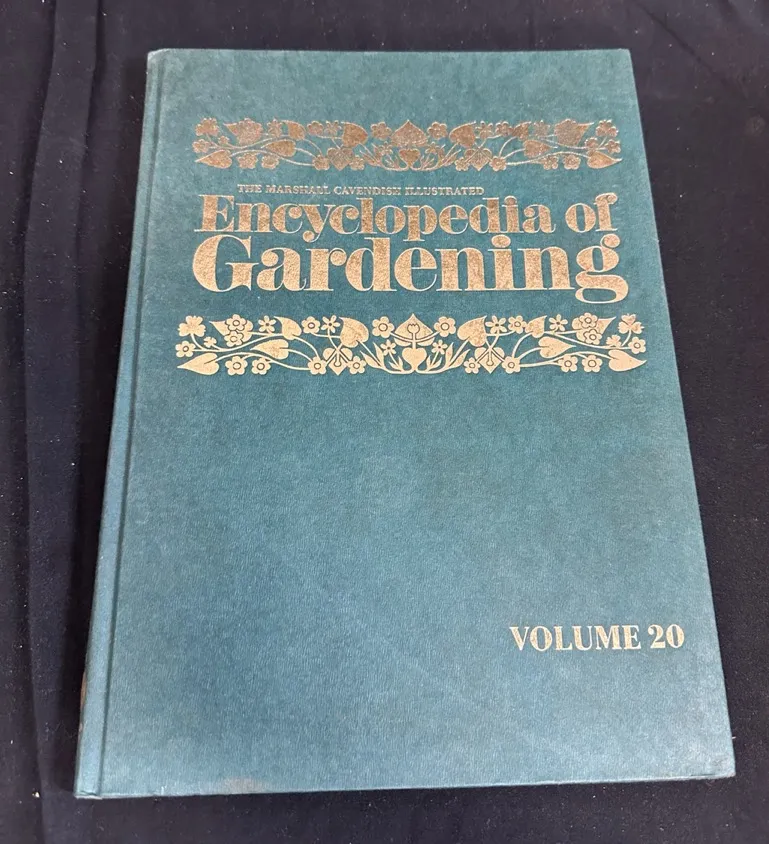 THE MARSHALL CAVENDISH ILLUSTRATED
Encyclopedia of
Gardening
VOLUME 20